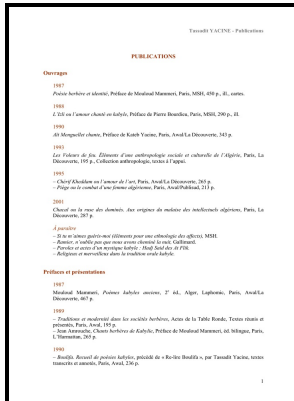 Tassadit YACINE - Publications
PUBLICATIONS
Ouvrages
1987
Poésie berbère et identité, Préface de Mouloud Mammeri, Paris, MSH, 450 p., ill., cartes.
1988
L'Izli ou l'amour chanté en kabyle, Préface de Pierre Bourdieu, Paris, MSH, 290 p., ill.
1990
Aït Menguellet chante, Préface de Kateb Yacine, Paris, Awal/La Découverte, 343 p.
1993
Les Voleurs de feu. Éléments d'une anthropologie sociale et culturelle de l'Algérie, Paris, La
Découverte, 195 p., Collection anthropologie, textes à l'appui.
1995
– Chérif Kheddam ou l'amour de l'art, Paris, Awal/La Découverte, 265 p.
– Piège ou le combat d'une femme algérienne, Paris, Awal/Publisud, 213 p.
2001
Chacal ou la ruse des dominés. Aux origines du malaise des intellectuels algériens, Paris, La
Découverte, 287 p.
À paraître
– Si tu m'aimes guéris-moi (éléments pour une ethnologie des affects), MSH.
– Ramier, n'oublie pas que nous avons cheminé la nuit, Gallimard.
– Paroles et actes d'un mystique kabyle : Hadj Saïd des At Flik.
– Religieux et merveilleux dans la tradition orale kabyle.
Préfaces et présentations
1987
Mouloud Mammeri, Poèmes kabyles anciens, 2e éd., Alger, Laphomic, Paris, Awal/La
Découverte, 467 p.
1989
– Traditions et modernité dans les sociétés berbères, Actes de la Table Ronde, Textes réunis et
présentés, Paris, Awal, 195 p.
– Jean Amrouche, Chants berbères de Kabylie, Préface de Mouloud Mammeri, éd. bilingue, Paris,
L'Harmattan, 265 p.
1990
– Boulifa. Recueil de poésies kabyles, précédé de « Re-lire Boulifa », par Tassadit Yacine, textes
transcrits et annotés, Paris, Awal, 236 p.
1